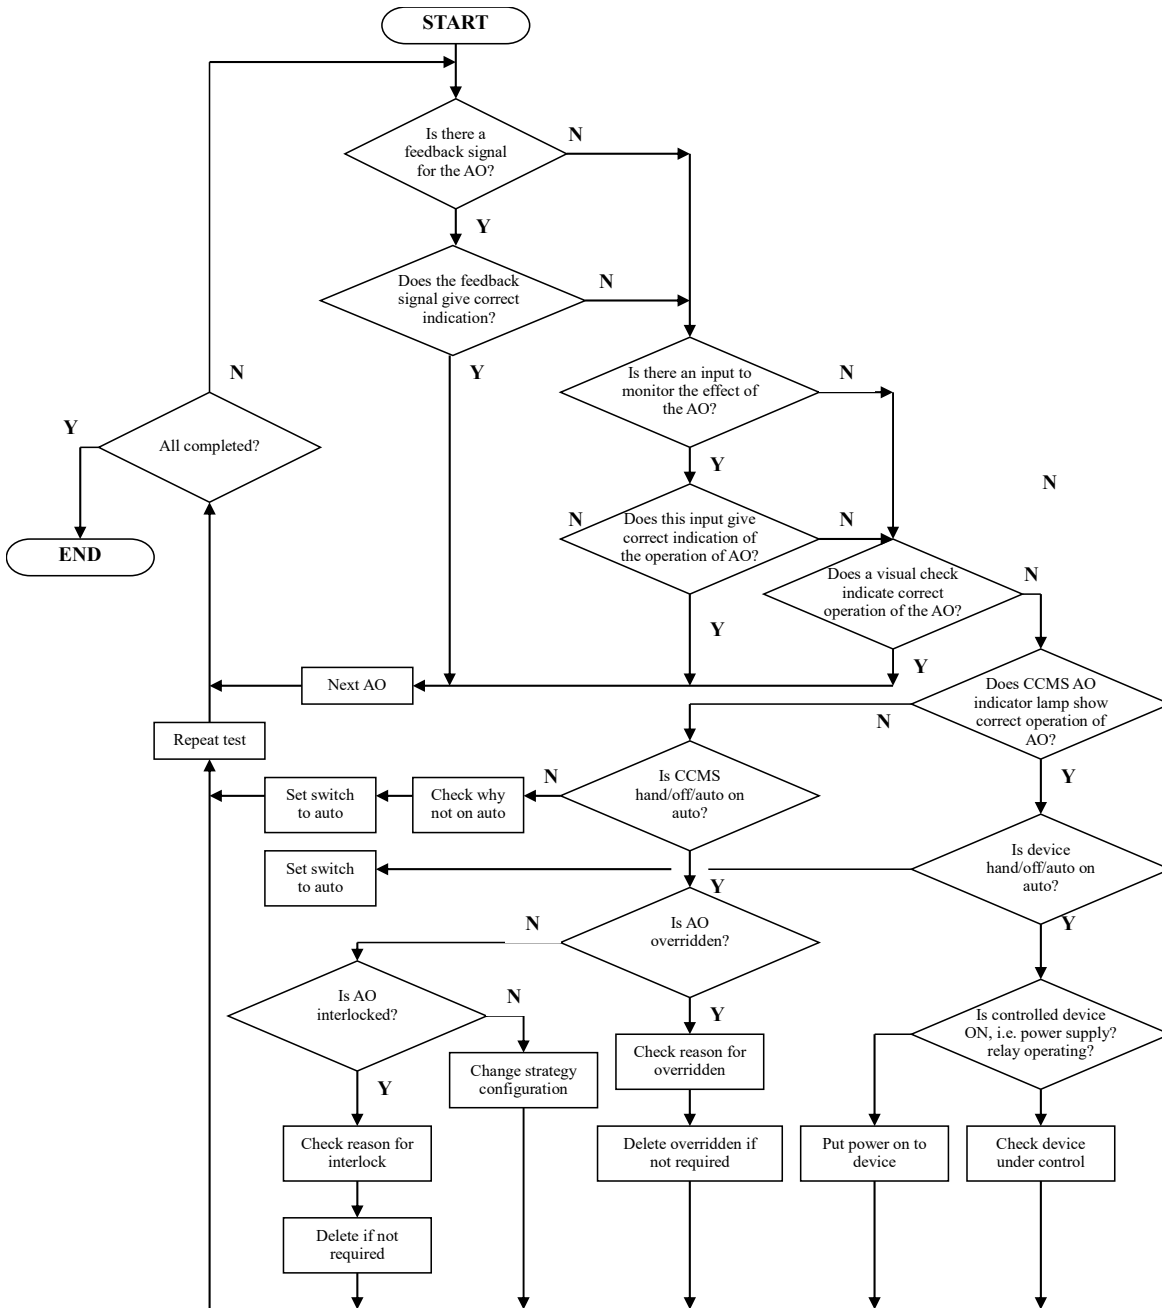 START
Is there a
feedback signal
for the AO?
N
Y
Does the feedback
signal give correct
indication?
N
Y
Is there an input to
monitor the effect of
the AO?
N
Y
N
Y
All completed?
N
Does this input give
correct indication of
the operation of AO?
N
N
Y
END
Does a visual check
indicate correct
operation of the AO?
N
Y
Next AO
Does CCMS AO
indicator lamp show
correct operation of
AO?
N
Y
Repeat test
Is CCMS
hand/off/auto on
auto?
N
Y
Check why
not on auto
Set switch
to auto
Is device
hand/off/auto on
auto?
Y
Set switch
to auto
Is AO
overridden?
N
Y
Is AO
interlocked?
N
Y
Is controlled device
ON, i.e. power supply?
relay operating?
Change strategy
configuration
Check reason for
overridden
Check reason for
interlock
Delete overridden if
not required
Put power on to
device
Check device
under control
Delete if not
required